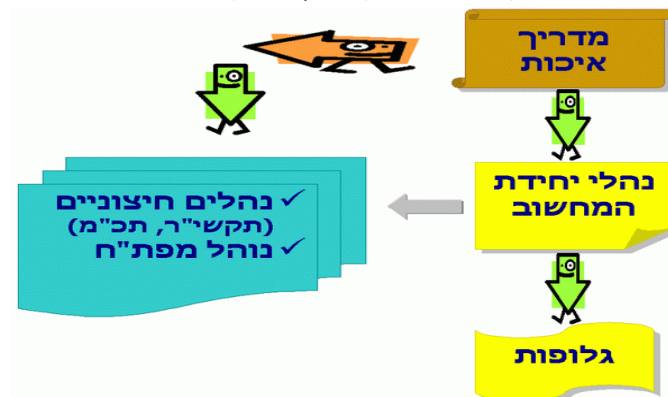 מדריך
איכות
נהלי יחידת
המחשוב
גלופות
✓ נהלים חיצוניים
(תקשי"ר, תכ"מ)
✓ נוהל מפת"ח